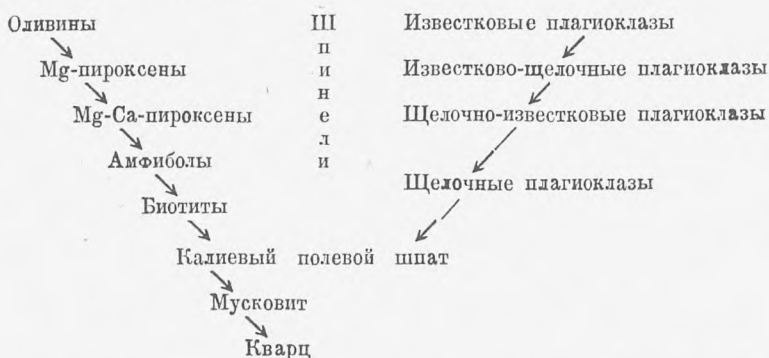 Оливины Шпинели Известковые плагиоклазы
Mg-пироксены Известково-щелочные плагиоклазы
Mg-Ca-пироксены Щелочно-известковые плагиоклазы
Амфиболы Щелочные плагиоклазы
Биотиты
Калиевый полевой шпат
Мусковит
Кварц